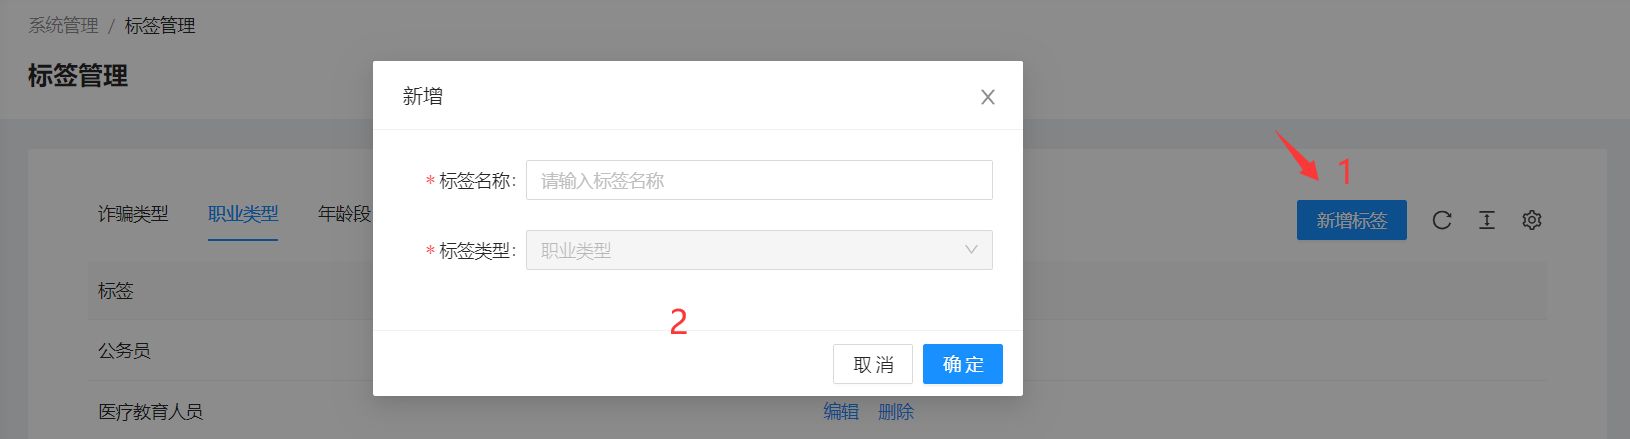 系统管理 / 标签管理
标签管理
新增
* 标签名称: 请输入标签名称
1
诈骗类型 职业类型 年龄段
新增标签
* 标签类型: 职业类型
标签
2
公务员
取 消 确 定
医疗教育人员 编辑 删除